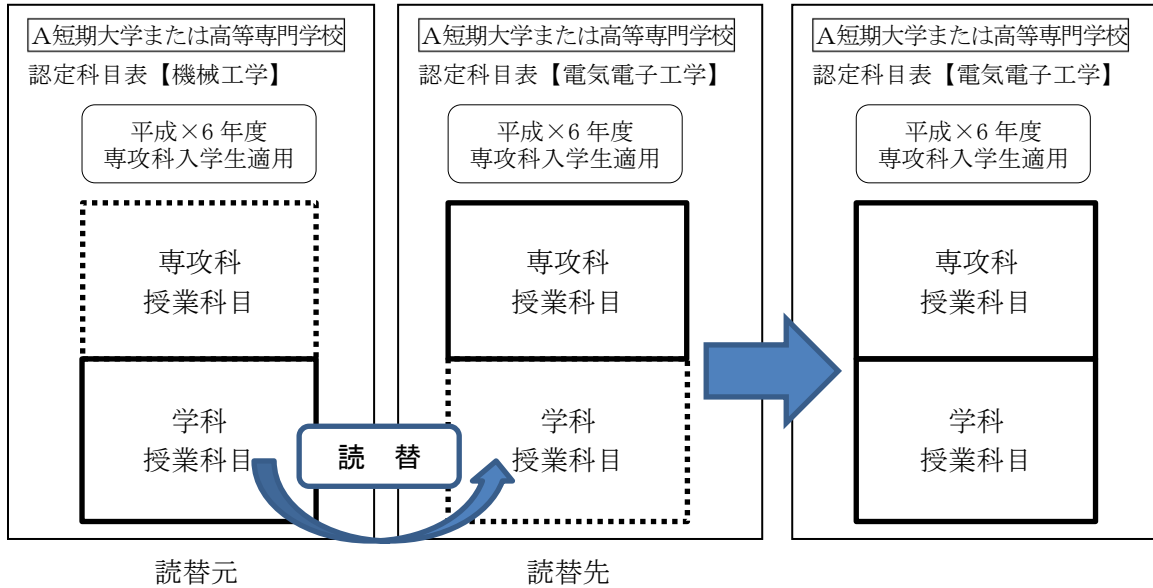 A短期大学または高等専門学校
認定科目表【機械工学】
平成×6 年度
専攻科入学生適用
専攻科
授業科目
学科
授業科目
読替元
読　替
A短期大学または高等専門学校
認定科目表【電気電子工学】
平成×6 年度
専攻科入学生適用
専攻科
授業科目
学科
授業科目
読替先
A短期大学または高等専門学校
認定科目表【電気電子工学】
平成×6 年度
専攻科入学生適用
専攻科
授業科目
学科
授業科目